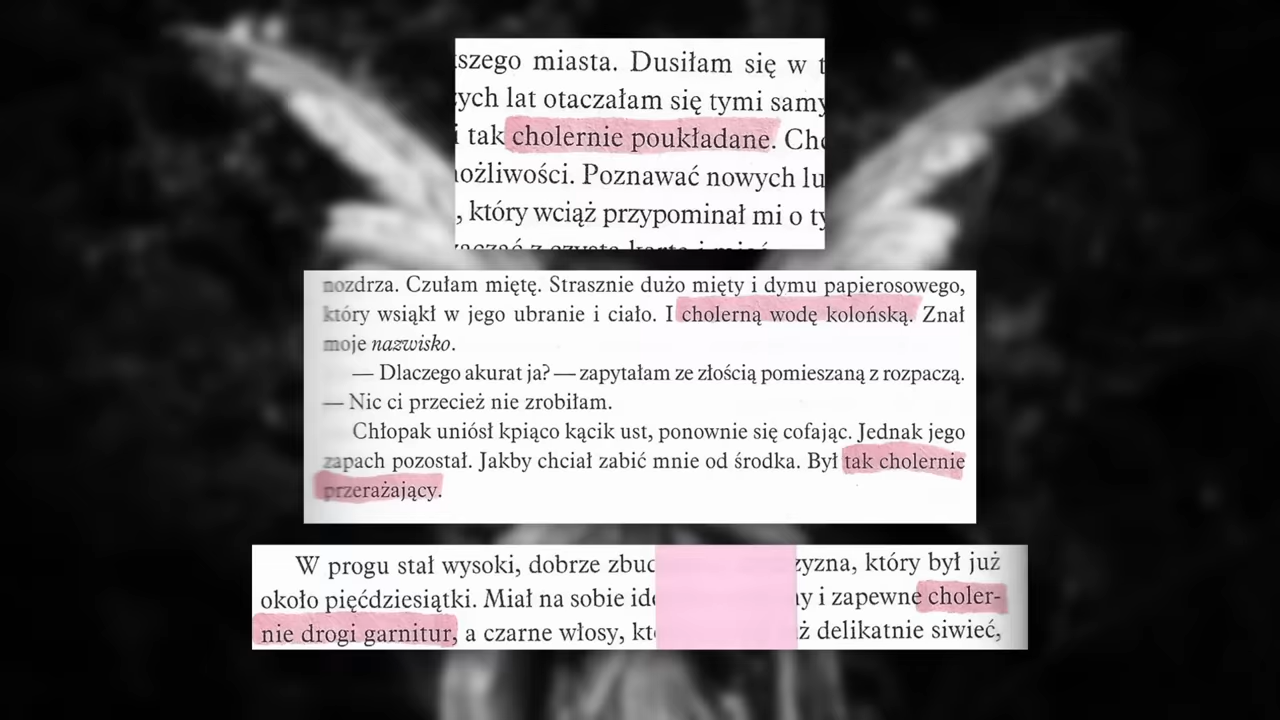 szego miasta. Dusiłam się w t
ych lat otaczałam się tymi samy
i tak cholernie poukładane. Cho
ożliwości. Poznawać nowych lu
, który wciąż przypominał mi o ty
nozdrza. Czułam miętę. Strasznie dużo mięty i dymu papierosowego,
który wsiąkł w jego ubranie i ciało. I cholerną wodę kolońską. Znał
moje nazwisko.
— Dlaczego akurat ja? — zapytałam ze złością pomieszaną z rozpaczą.
— Nic ci przecież nie zrobiłam.
Chłopak uniósł kpiąco kącik ust, ponownie się cofając. Jednak jego
zapach pozostał. Jakby chciał zabić mnie od środka. Był tak cholernie
przerażający.
W progu stał wysoki, dobrze zbud zyzna, który był już
około pięćdziesiątki. Miał na sobie ide y i zapewne choler-
nie drogi garnitur, a czarne włosy, któ ż delikatnie siwieć,